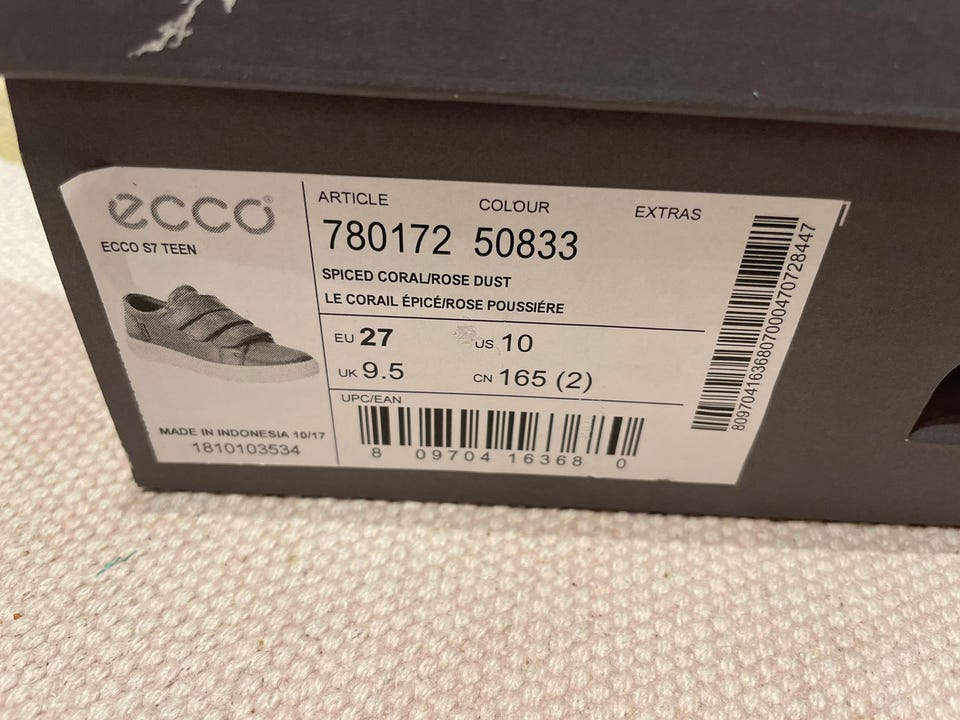 ecco
ECCO S7 TEEN
MADE IN INDONESIA 10/17
1810103534
ARTICLE COLOUR EXTRAS
780172 50833
SPICED CORAL/ROSE DUST
LE CORAIL ÉPICÉ/ROSE POUSSIÉRE
EU 27 US 10
UK 9.5 CN 165 (2)
UPC/EAN
8 09704 16368 0
8097041636807000470728447